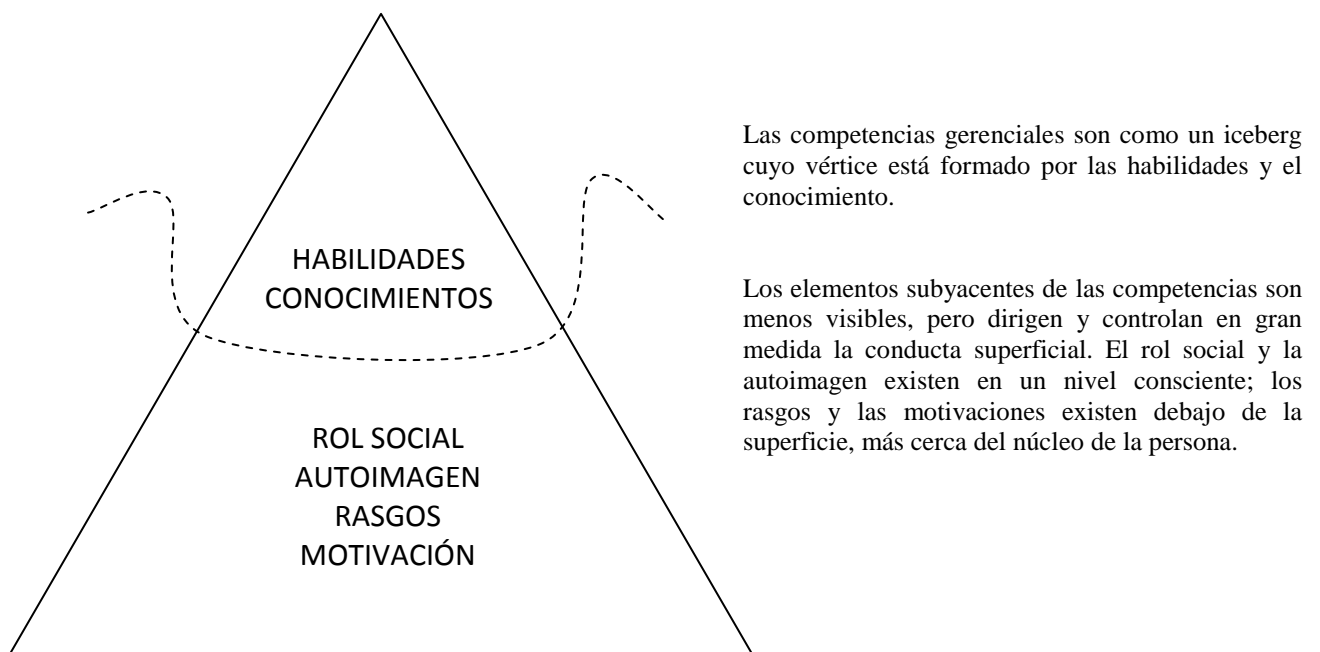 HABILIDADES
CONOCIMIENTOS
ROL SOCIAL
AUTOIMAGEN
RASGOS
MOTIVACIÓN
Las competencias gerenciales son como un iceberg
cuyo vértice está formado por las habilidades y el
conocimiento.
Los elementos subyacentes de las competencias son
menos visibles, pero dirigen y controlan en gran
medida la conducta superficial. El rol social y la
autoimagen existen en un nivel consciente; los
rasgos y las motivaciones existen debajo de la
superficie, más cerca del núcleo de la persona.